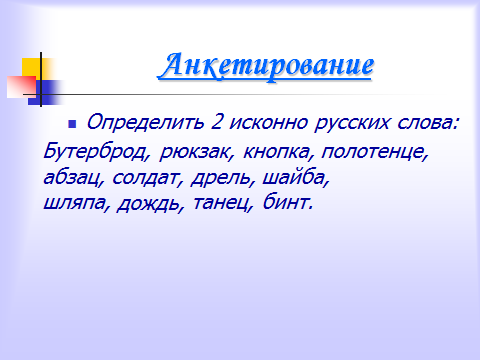 Анкетирование
Определить 2 исконно русских слова:
Бутерброд, рюкзак, кнопка, полотенце,
абзац, солдат, дрель, шайба,
шляпа, дождь, танец, бинт.